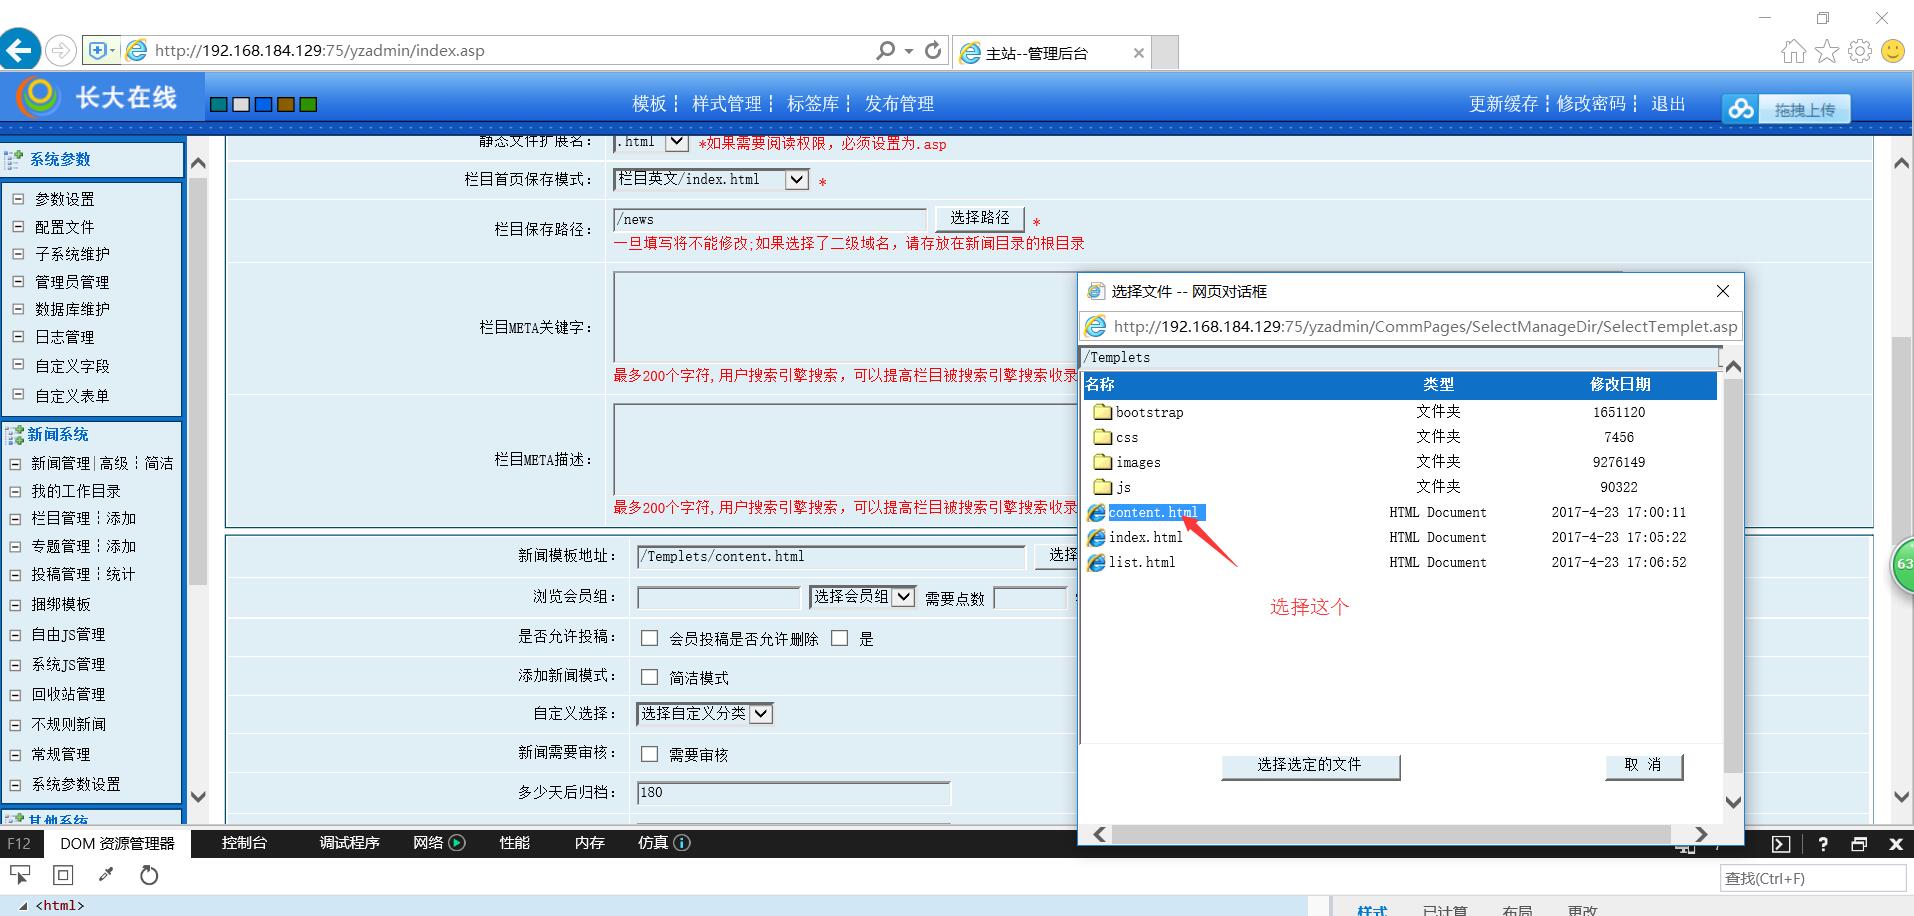 http://192.168.184.129:75/yzadmin/index.asp
主站--管理后台
长大在线
模板┆ 样式管理┆ 标签库┆ 发布管理
更新缓存┆修改密码┆ 退出
拖拽上传
系统参数
参数设置
配置文件
子系统维护
管理员管理
数据库维护
日志管理
自定义字段
自定义表单
新闻系统
新闻管理|高级┆简洁
我的工作目录
栏目管理┆添加
专题管理┆添加
投稿管理┆统计
捆绑模板
自由JS管理
系统JS管理
回收站管理
不规则新闻
常规管理
系统参数设置
其他系统
静态文件扩展名： .html *如果需要阅读权限，必须设置为.asp
栏目首页保存模式： 栏目英文/index.html *
栏目保存路径： /news 选择路径 *
一旦填写将不能修改;如果选择了二级域名，请存放在新闻目录的根目录
栏目META关键字：
最多200个字符,用户搜索引擎搜索，可以提高栏目被搜索引擎搜索收录
栏目META描述：
最多200个字符,用户搜索引擎搜索，可以提高栏目被搜索引擎搜索收录
新闻模板地址： /Templets/content.html 选择
浏览会员组： 选择会员组 需要点数
是否允许投稿： 会员投稿是否允许删除 是
添加新闻模式： 简洁模式
自定义选择： 选择自定义分类
新闻需要审核： 需要审核
多少天后归档： 180
选择文件 -- 网页对话框
http://192.168.184.129:75/yzadmin/CommPages/SelectManageDir/SelectTemplet.asp
/Templets
名称 类型 修改日期
bootstrap 文件夹 1651120
css 文件夹 7456
images 文件夹 9276149
js 文件夹 90322
content.html HTML Document 2017-4-23 17:00:11
index.html HTML Document 2017-4-23 17:05:22
list.html HTML Document 2017-4-23 17:06:52
选择这个
选择选定的文件 取 消
63
F12 DOM 资源管理器 控制台 调试程序 网络 性能 内存 仿真
查找(Ctrl+F)
<html>
样式 已计算 布局 更改